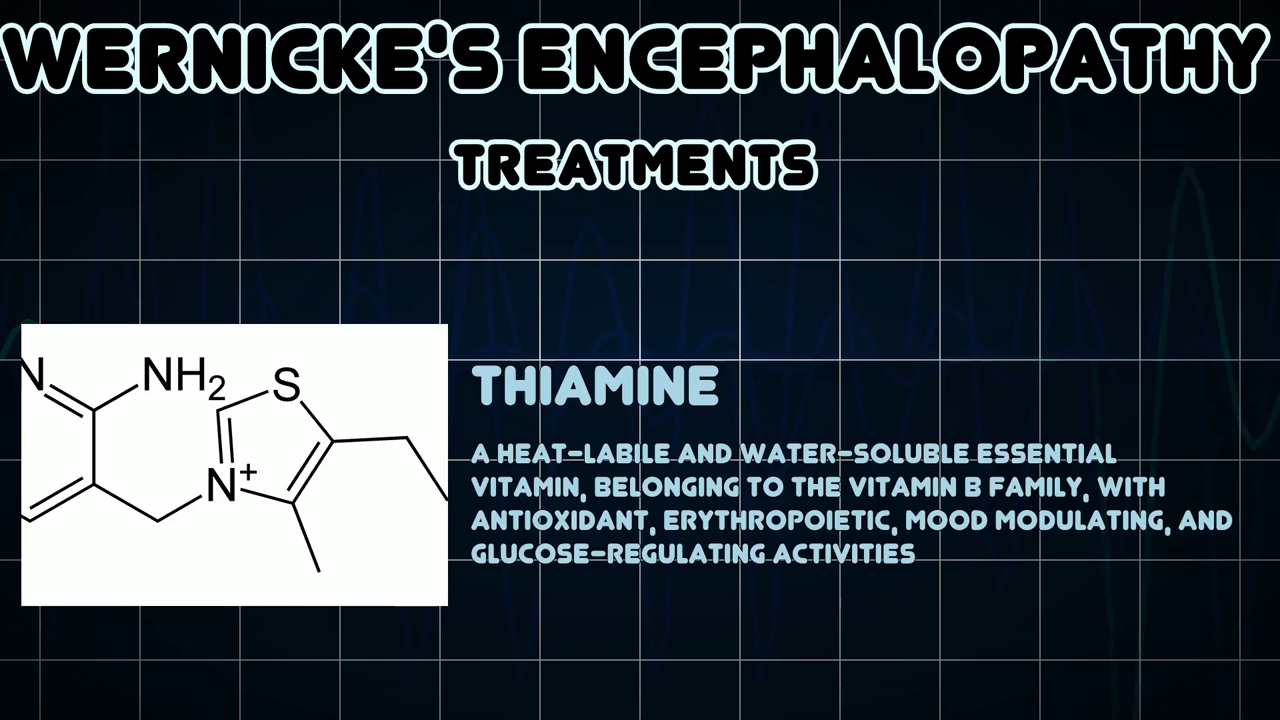 WERNICKE'S ENCEPHALOPATHY
TREATMENTS
N
NH2
S
N+
THIAMINE
A HEAT-LABILE AND WATER-SOLUBLE ESSENTIAL
VITAMIN, BELONGING TO THE VITAMIN B FAMILY, WITH
ANTIOXIDANT, ERYTHROPOIETIC, MOOD MODULATING, AND
GLUCOSE-REGULATING ACTIVITIES